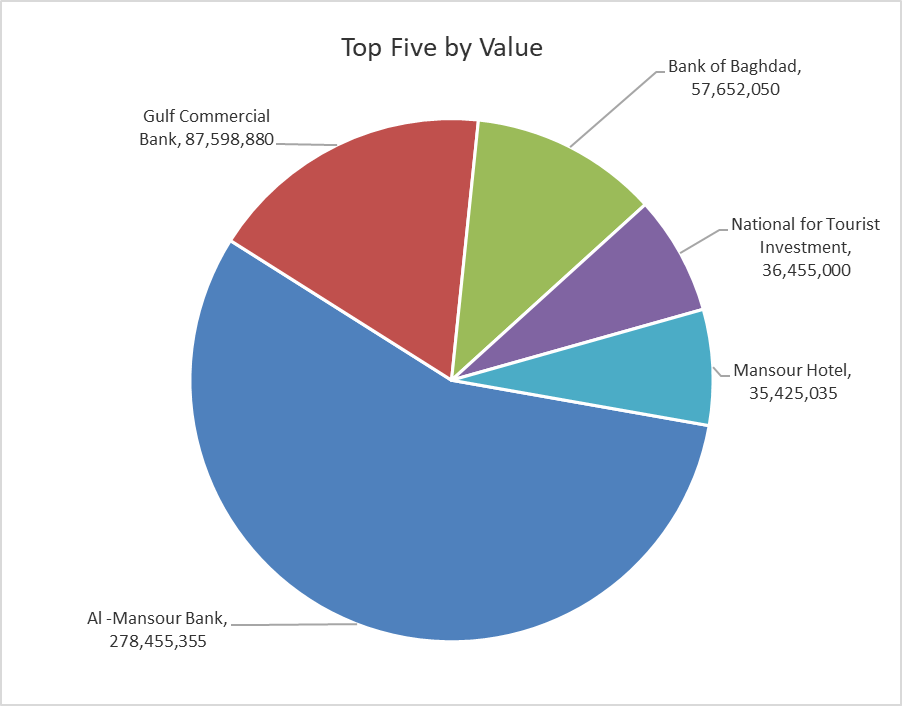 Top Five by Value
Bank of Baghdad,
57,652,050
Gulf Commercial
Bank, 87,598,880
National for Tourist
Investment,
36,455,000
Mansour Hotel,
35,425,035
Al -Mansour Bank,
278,455,355